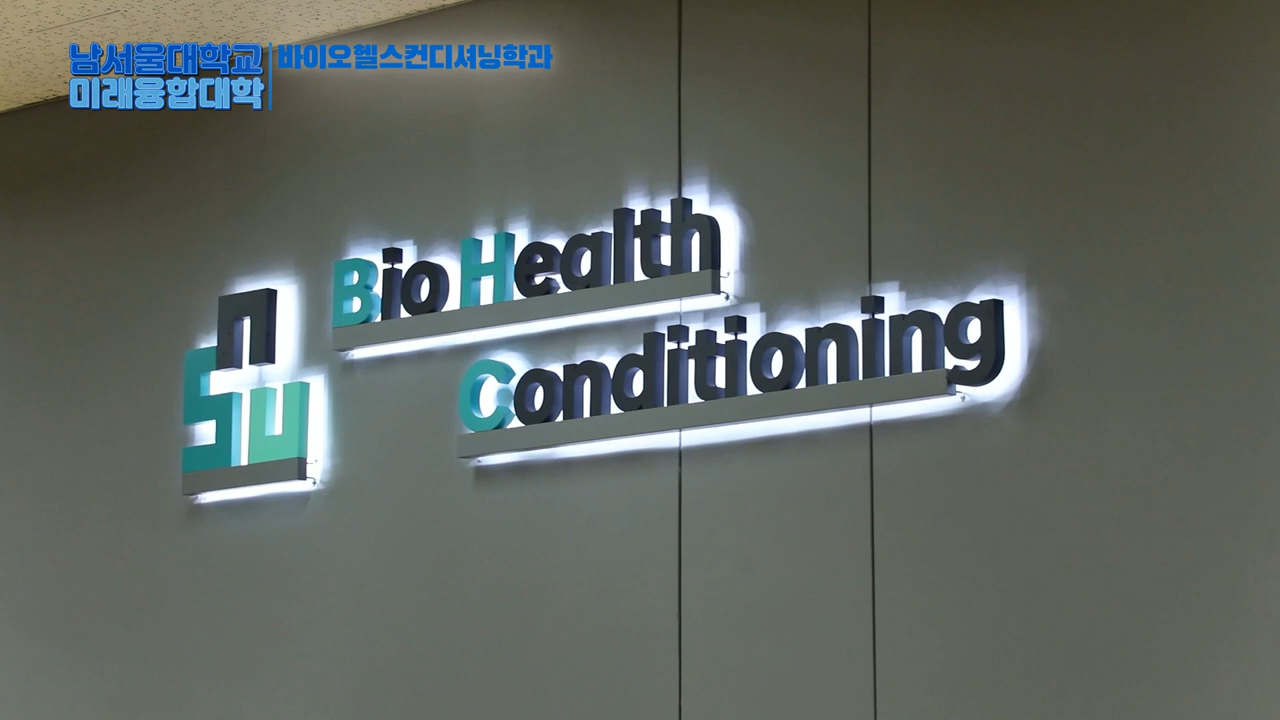 남서울대학교
미래융합대학
바이오헬스컨디셔닝학과
Bio Health
Conditioning
nsu